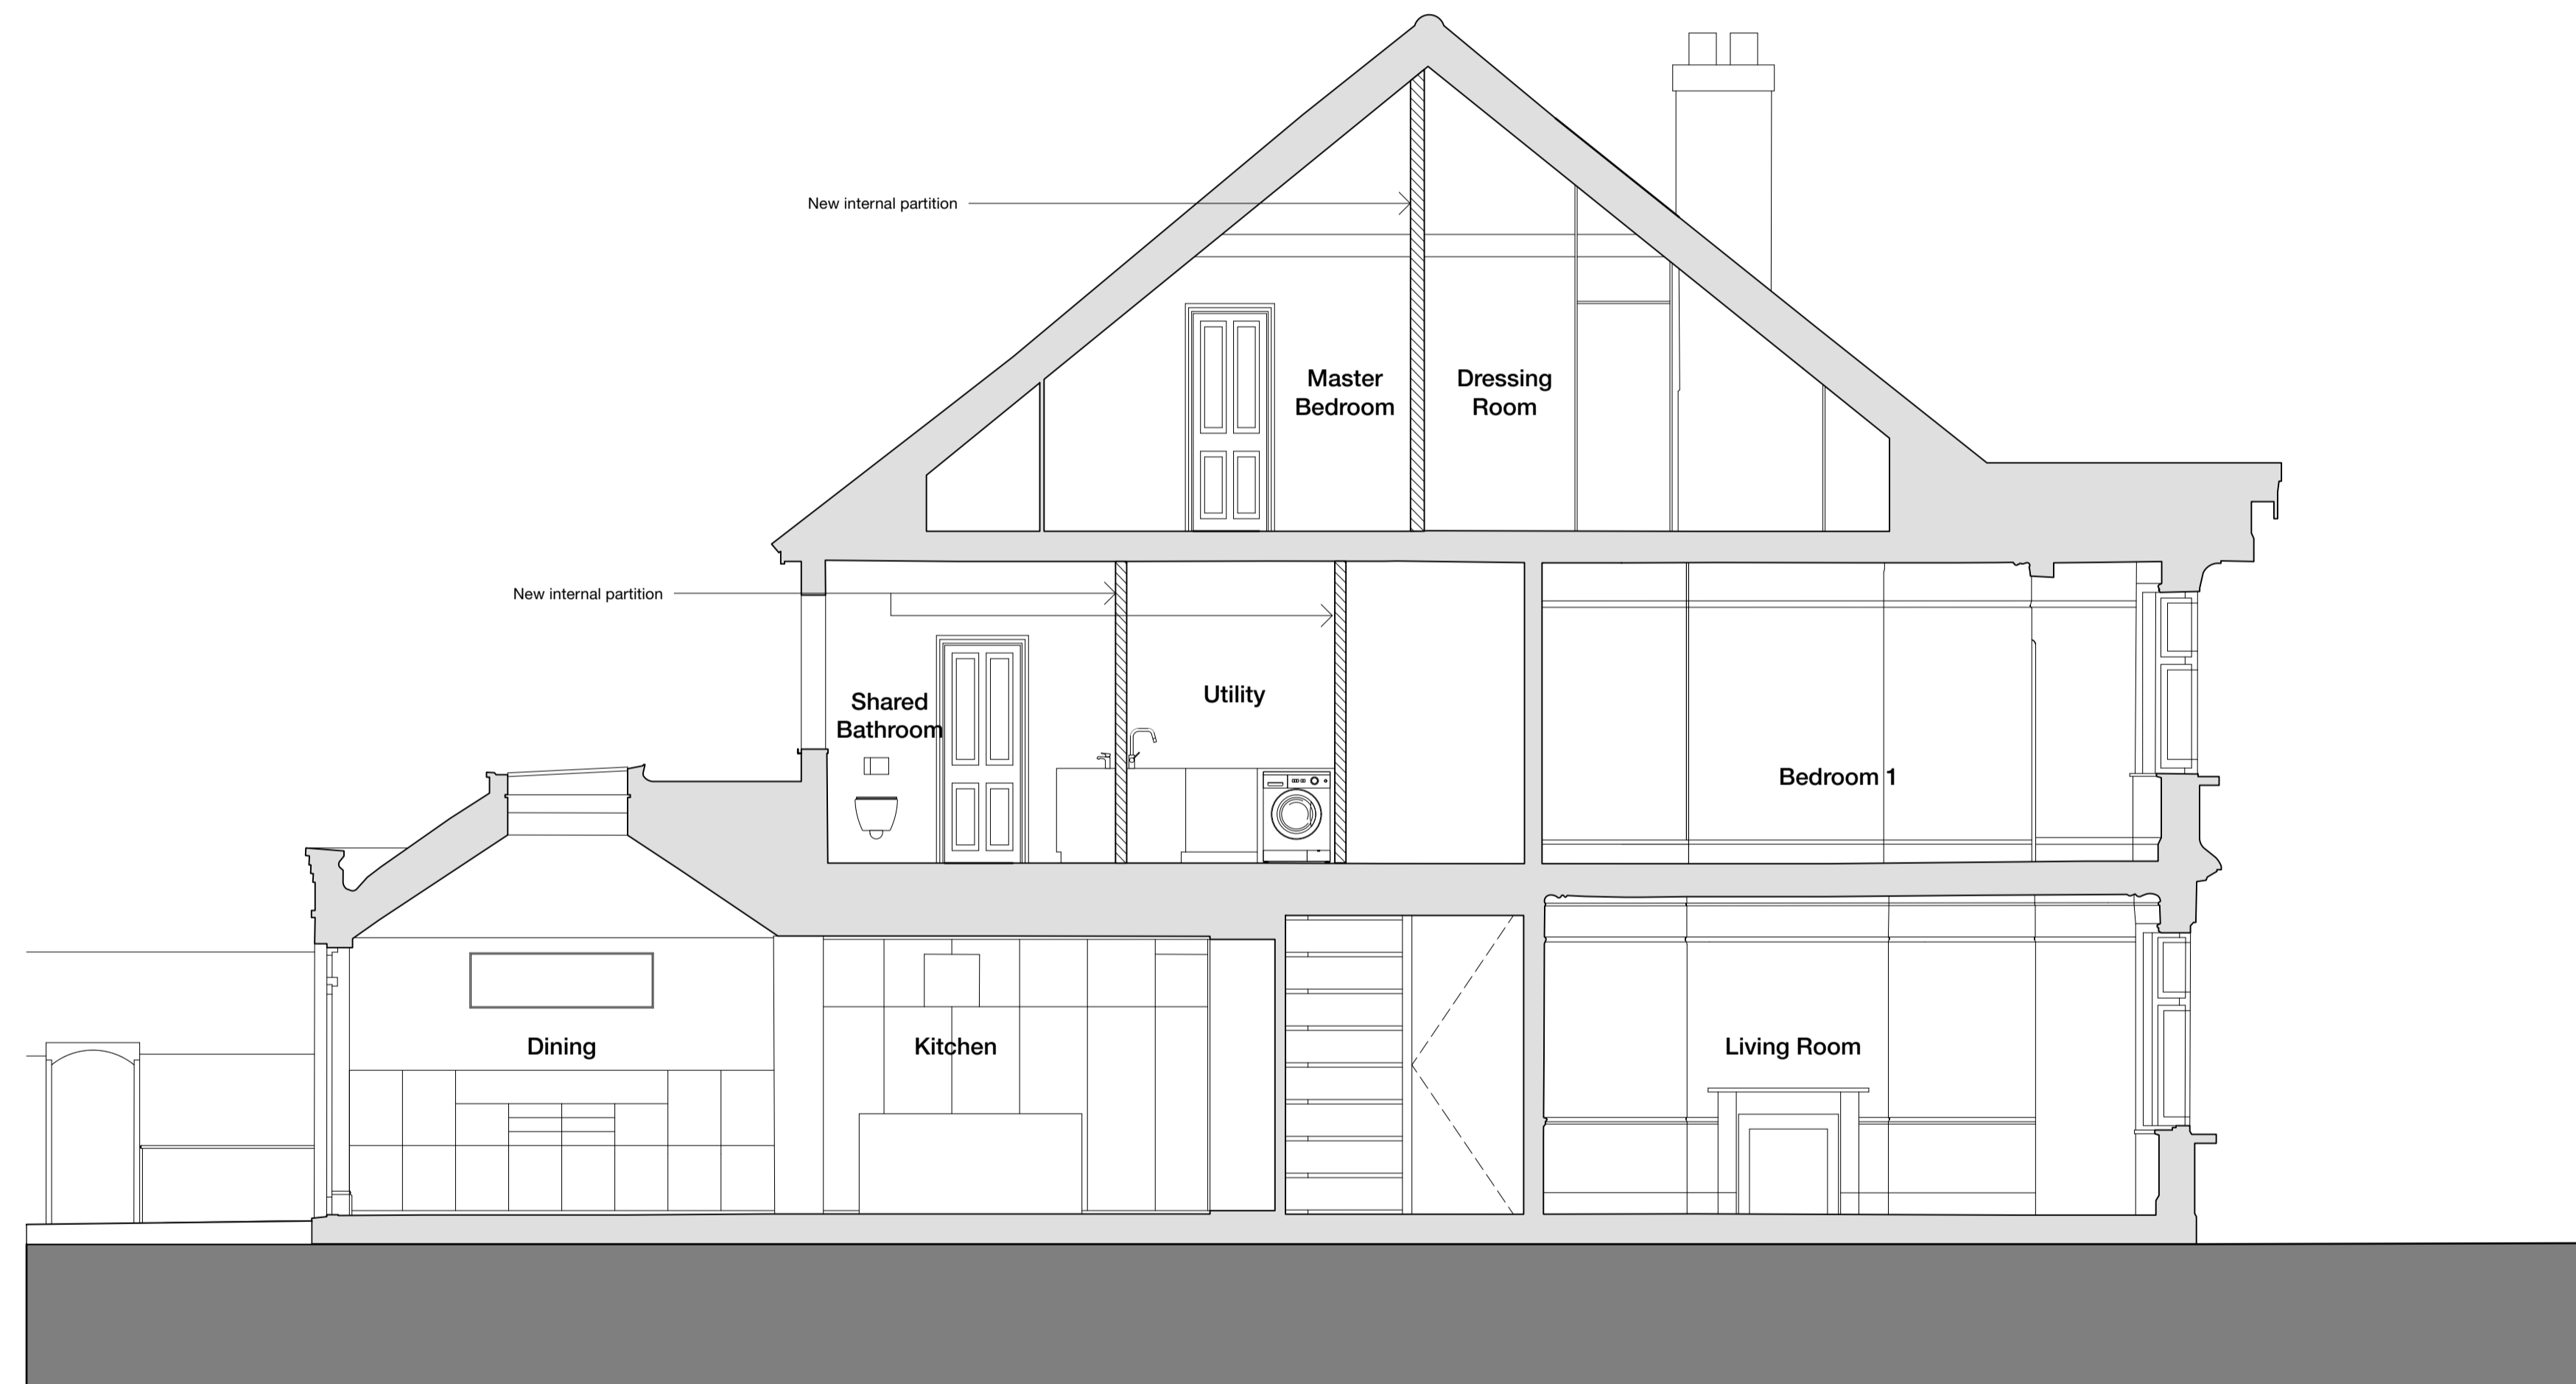 New internal partition
Master
Bedroom
Dressing
Room
New internal partition
Shared
Bathroom
Utility
Bedroom 1
Dining
Kitchen
Living Room